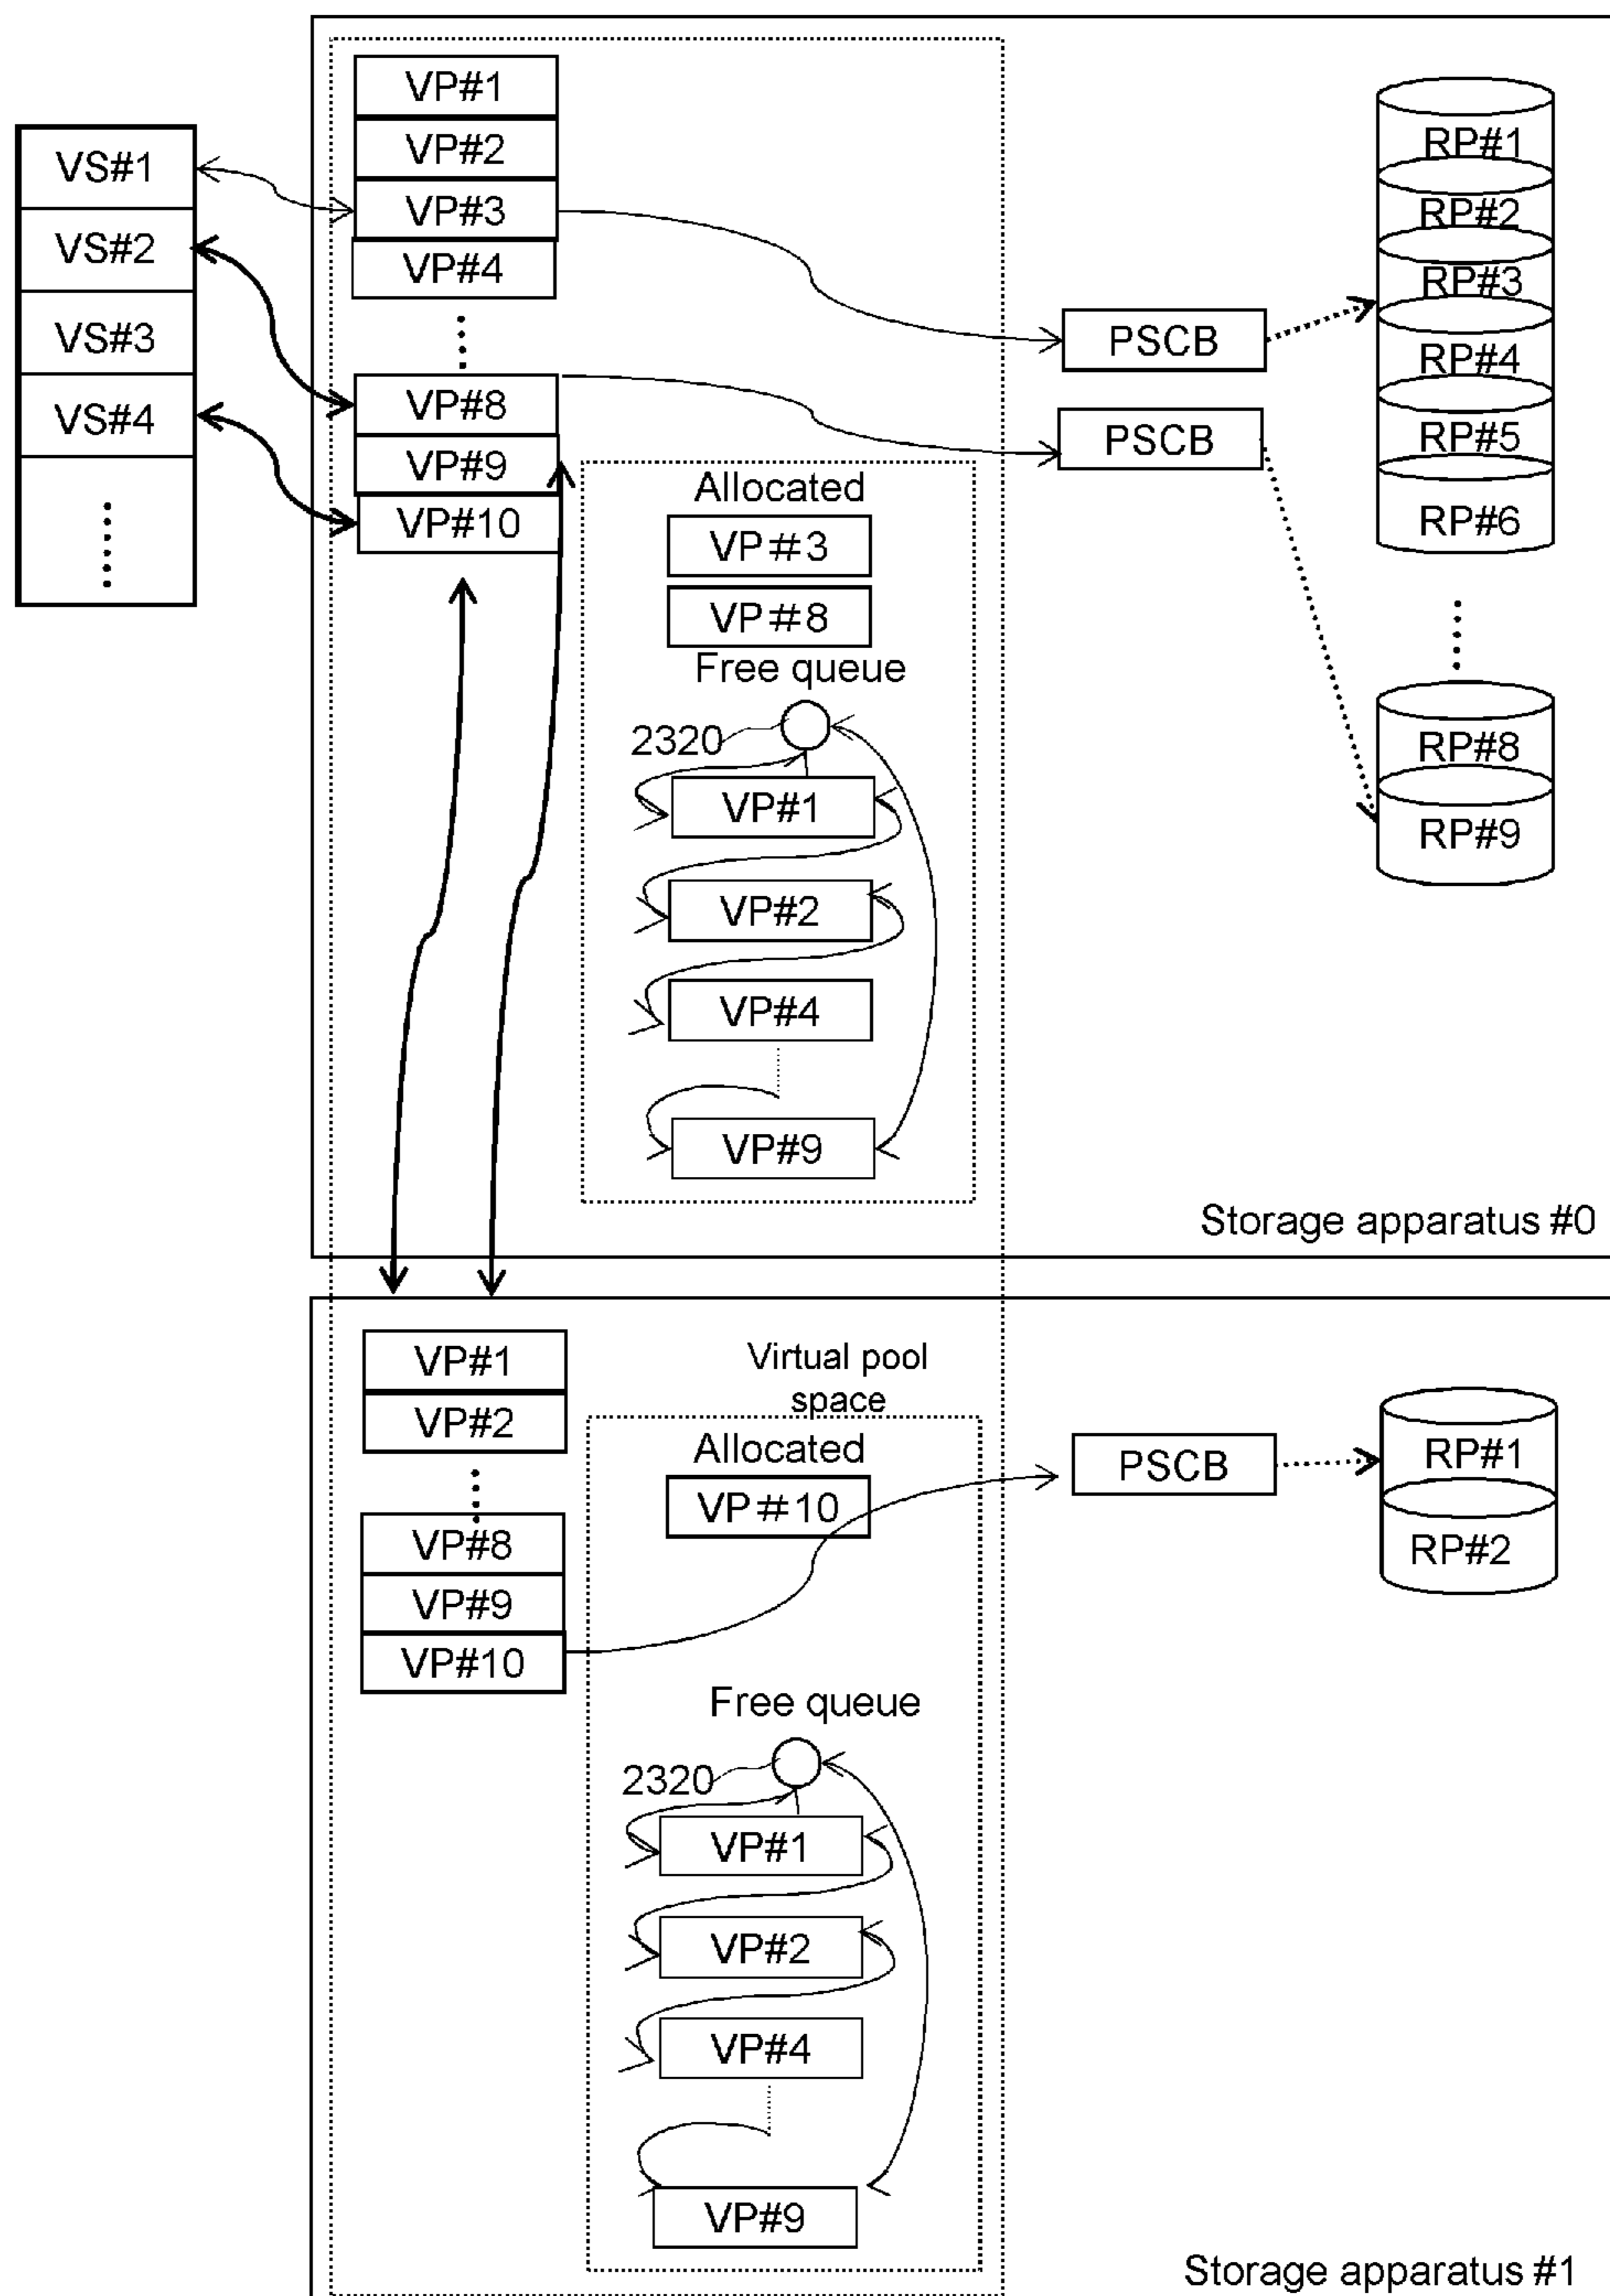 VS#1
VS#2
VS#3
VS#4
VP#1
VP#2
VP#3
VP#4
VP#8
VP#9
VP#10
Allocated
VP#3
VP#8
Free queue
2320
VP#1
VP#2
VP#4
VP#9
PSCB
PSCB
RP#1
RP#2
RP#3
RP#4
RP#5
RP#6
RP#8
RP#9
Storage apparatus #0
VP#1
VP#2
VP#8
VP#9
VP#10
Virtual pool
space
Allocated
VP#10
Free queue
2320
VP#1
VP#2
VP#4
VP#9
PSCB
RP#1
RP#2
Storage apparatus #1